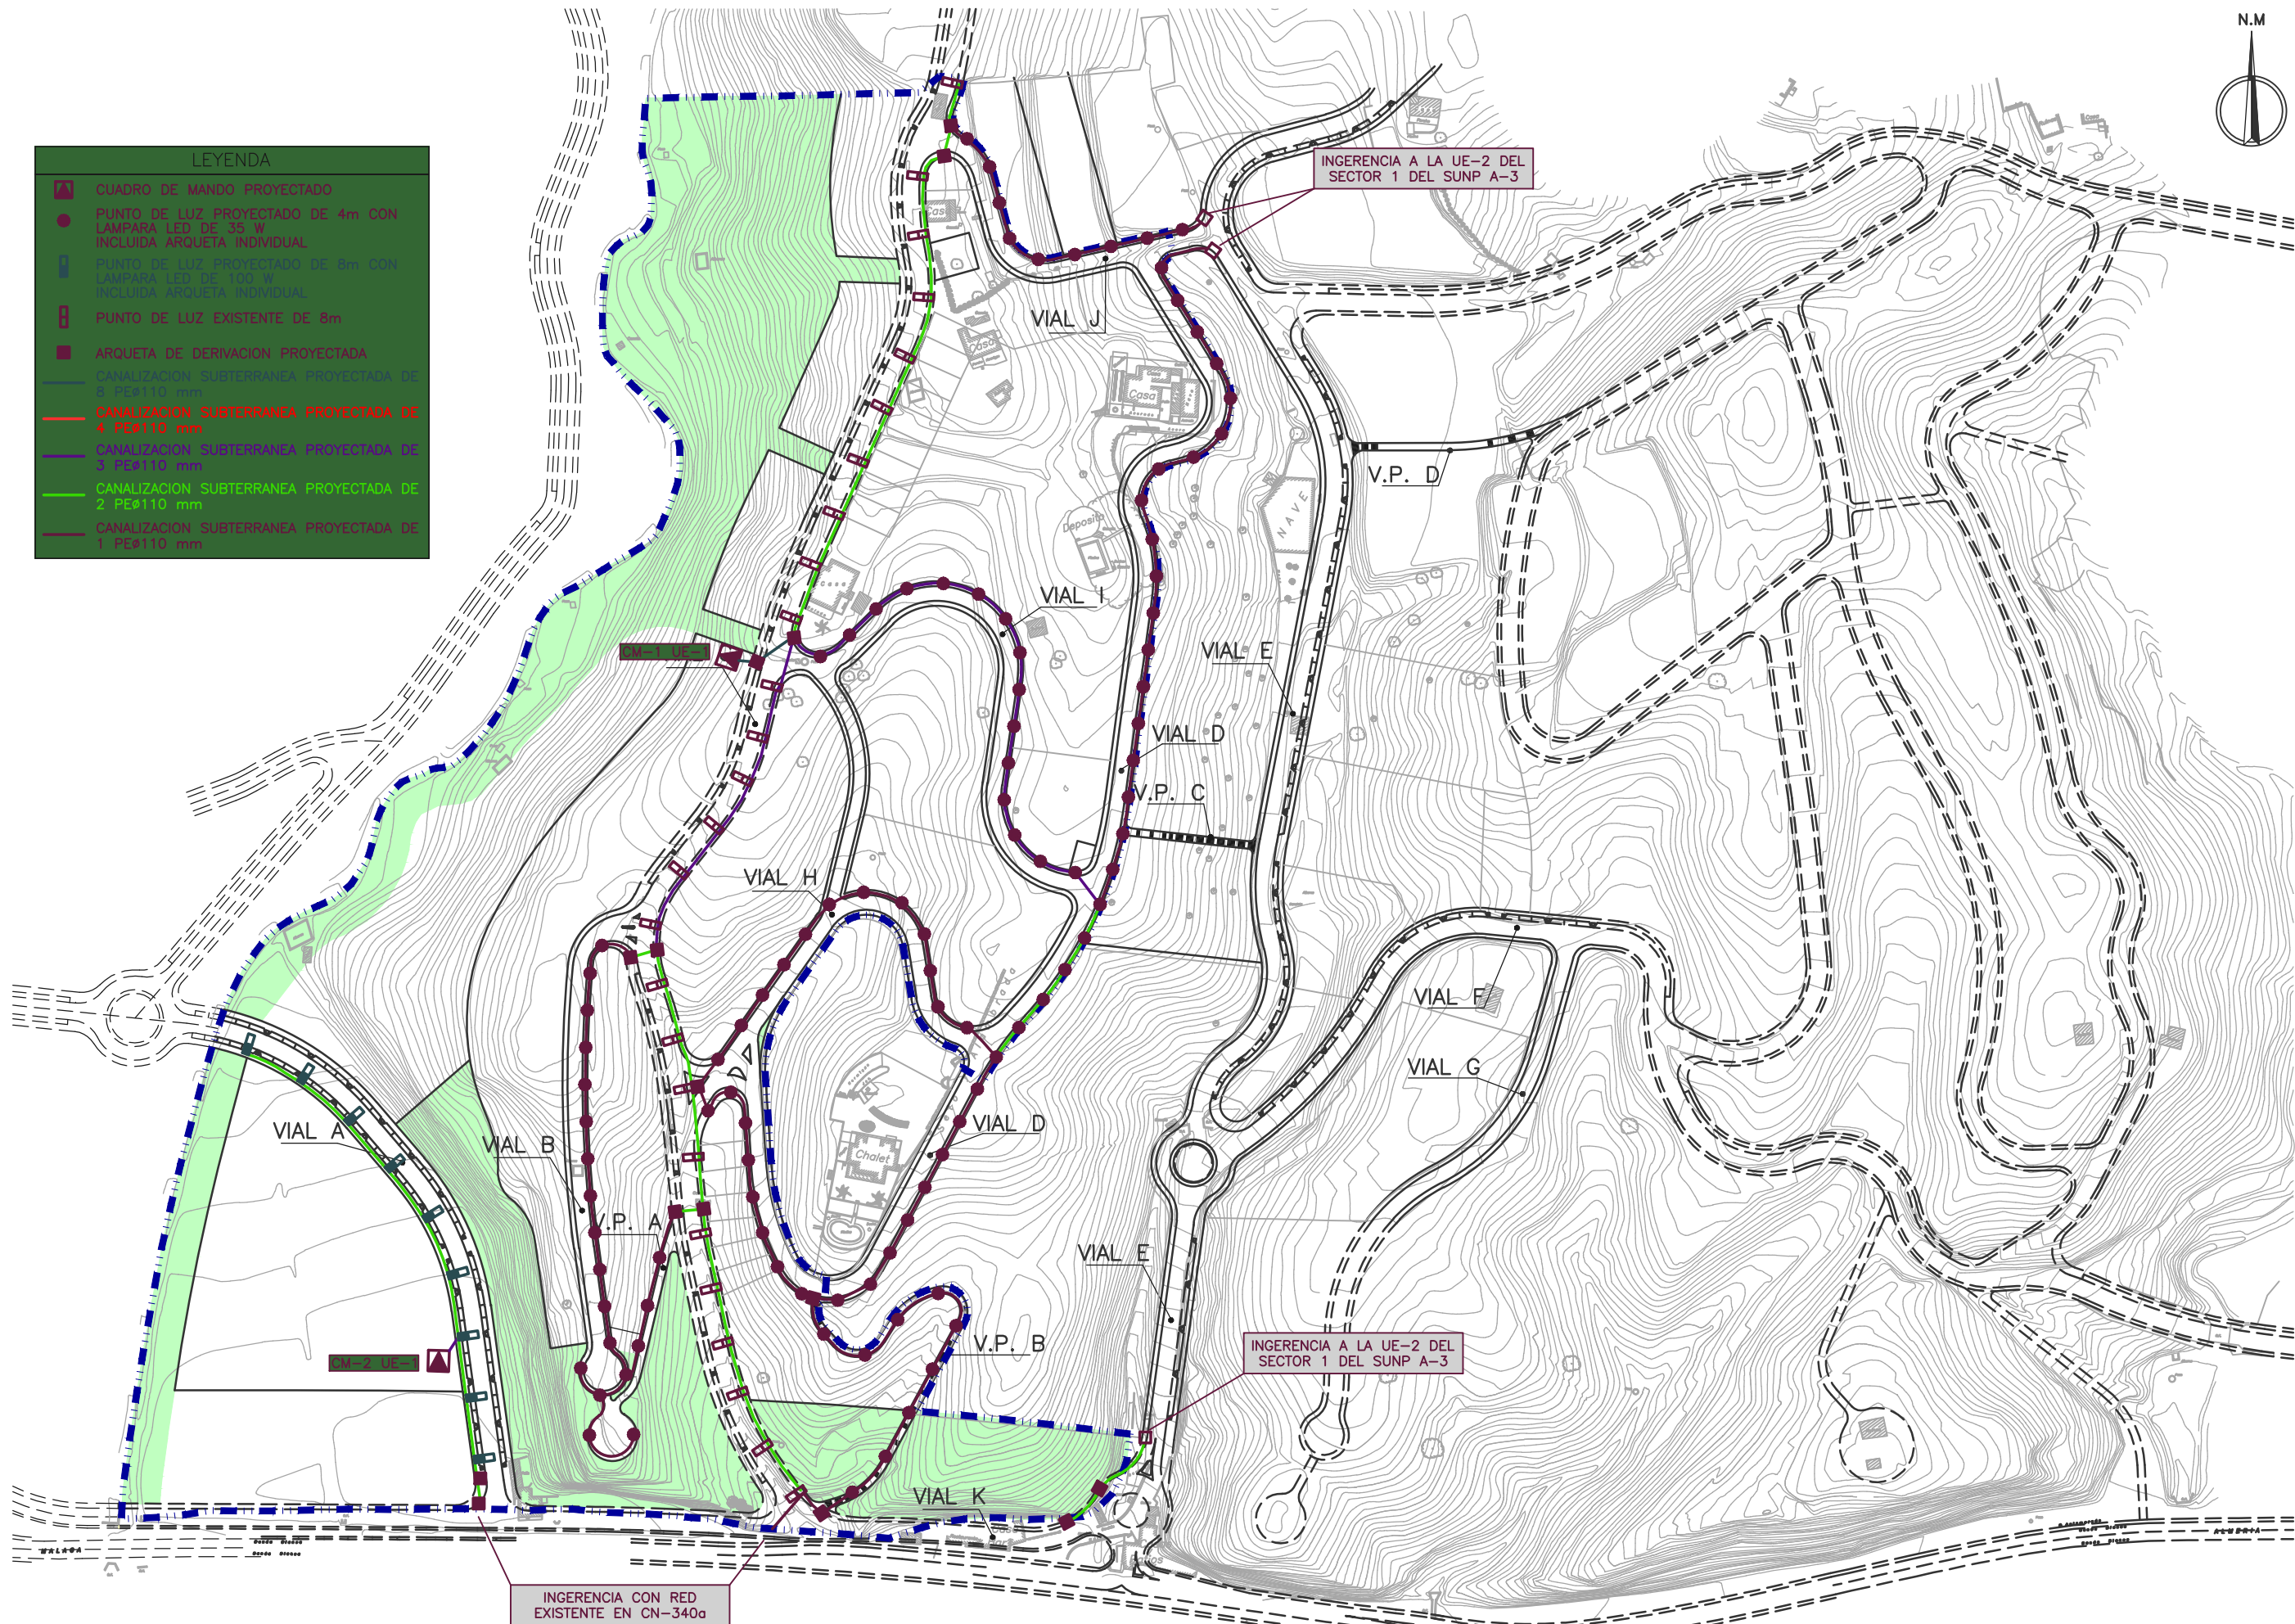 N.M
LEYENDA
CUADRO DE MANDO PROYECTADO
PUNTO DE LUZ PROYECTADO DE 4m CON
LAMPARA LED DE 35 W
INCLUIDA ARQUETA INDIVIDUAL
PUNTO DE LUZ PROYECTADO DE 8m CON
LAMPARA LED DE 100 W
INCLUIDA ARQUETA INDIVIDUAL
PUNTO DE LUZ EXISTENTE DE 8m
ARQUETA DE DERIVACION PROYECTADA
CANALIZACION SUBTERRANEA PROYECTADA DE
8 PEø110 mm
CANALIZACION SUBTERRANEA PROYECTADA DE
4 PEø110 mm
CANALIZACION SUBTERRANEA PROYECTADA DE
3 PEø110 mm
CANALIZACION SUBTERRANEA PROYECTADA DE
2 PEø110 mm
CANALIZACION SUBTERRANEA PROYECTADA DE
1 PEø110 mm
INGERENCIA A LA UE-2 DEL
SECTOR 1 DEL SUNP A-3
Casa
VIAL J
Casa
Casa
V.P. D
Deposito
NAVE
Casa
VIAL I
CM-1 UE-1
VIAL E
VIAL D
V.P. C
VIAL H
VIAL F
VIAL G
VIAL A
VIAL B
VIAL D
Chalet
V.P. A
VIAL E
V.P. B
CM-2 UE-1
INGERENCIA A LA UE-2 DEL
SECTOR 1 DEL SUNP A-3
VIAL K
MALAGA
ALMERIA
INGERENCIA CON RED
EXISTENTE EN CN-340a